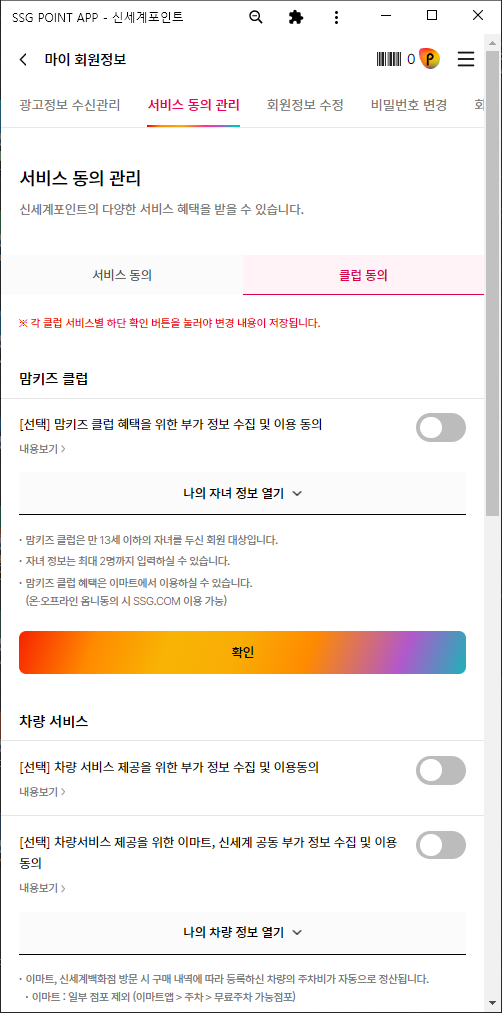 SSG POINT APP - 신세계포인트
마이 회원정보
0 P
광고정보 수신관리 서비스 동의 관리 회원정보 수정 비밀번호 변경 회
서비스 동의 관리
신세계포인트의 다양한 서비스 혜택을 받을 수 있습니다.
서비스 동의 클럽 동의
※ 각 클럽 서비스별 하단 확인 버튼을 눌러야 변경 내용이 저장됩니다.
맘키즈 클럽
[선택] 맘키즈 클럽 혜택을 위한 부가 정보 수집 및 이용 동의
내용보기 >
나의 자녀 정보 열기
· 맘키즈 클럽은 만 13세 이하의 자녀를 두신 회원 대상입니다.
· 자녀 정보는 최대 2명까지 입력하실 수 있습니다.
· 맘키즈 클럽 혜택은 이마트에서 이용하실 수 있습니다.
(온·오프라인 옴니동의 시 SSG.COM 이용 가능)
확인
차량 서비스
[선택] 차량 서비스 제공을 위한 부가 정보 수집 및 이용동의
내용보기 >
[선택] 차량서비스 제공을 위한 이마트, 신세계 공동 부가 정보 수집 및 이용
동의
내용보기 >
나의 차량 정보 열기
· 이마트, 신세계백화점 방문 시 구매 내역에 따라 등록하신 차량의 주차비가 자동으로 정산됩니다.
· 이마트 : 일부 점포 제외 (이마트앱 > 주차 > 무료주차 가능점포)